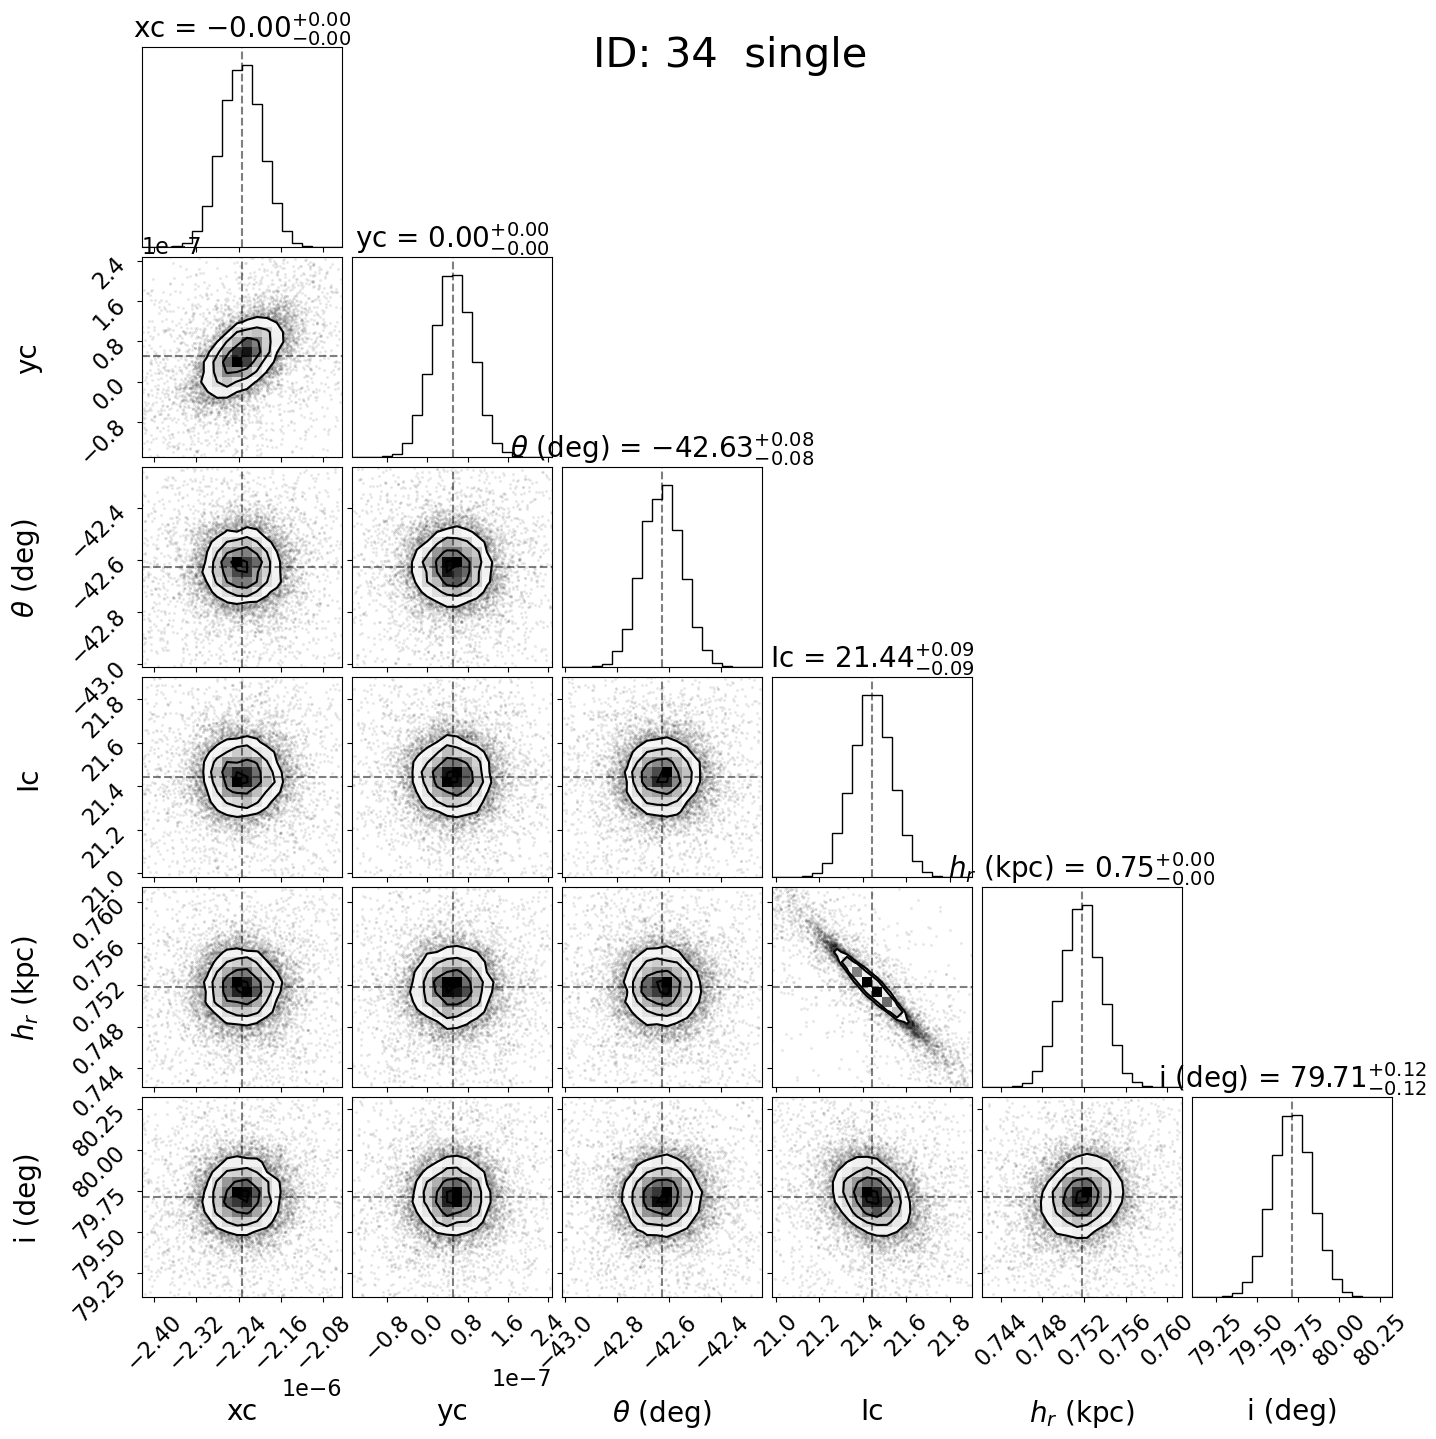 xc = −0.00+0.00−0.00
ID: 34 single
1e−7
yc = 0.00+0.00−0.00
yc
2.4
1.6
0.8
0.0
−0.8
θ (deg) = −42.63+0.08−0.08
θ (deg)
−42.4
−42.6
−42.8
−43.0
Ic = 21.44+0.09−0.09
Ic
21.8
21.6
21.4
21.2
21.0
h_r (kpc) = 0.75+0.00−0.00
h_r (kpc)
0.760
0.756
0.752
0.748
0.744
i (deg) = 79.71+0.12−0.12
i (deg)
80.25
80.00
79.75
79.50
79.25
−2.40 −2.32 −2.24 −2.16 −2.08 −0.8 0.0 0.8 1.6 2.4 −43.0 −42.8 −42.6 −42.4 21.0 21.2 21.4 21.6 21.8 0.744 0.748 0.752 0.756 0.760 79.25 79.50 79.75 80.00 80.25
1e−6 1e−7
xc yc θ (deg) Ic h_r (kpc) i (deg)